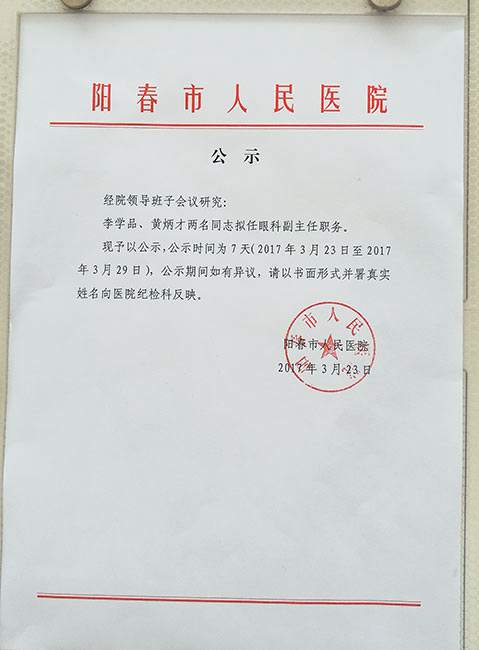 阳春市人民医院
公示
经院领导班子会议研究:
李学品、黄炳才两名同志拟任眼科副主任职务。
现予以公示,公示时间为7天(2017年3月23日至2017
年3月29日),公示期间如有异议,请以书面形式并署真实
姓名向医院纪检科反映。
阳春市人民医院
2017年3月23日